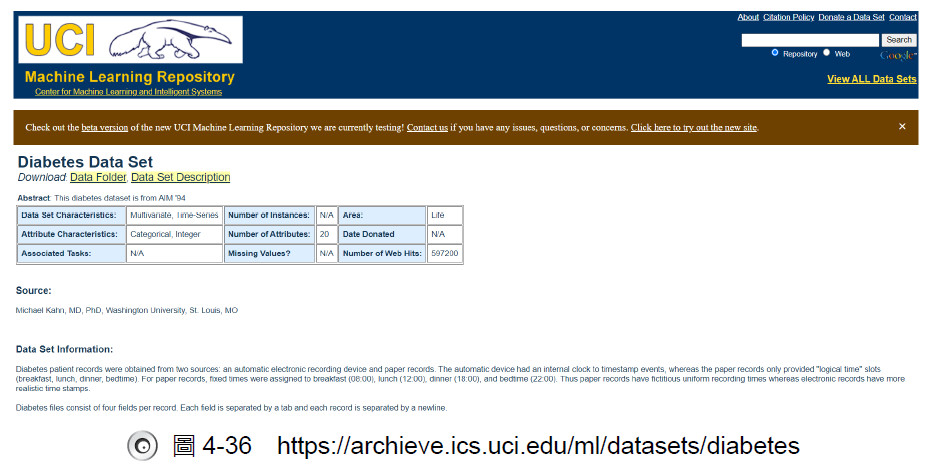 About Citation Policy Donate a Data Set Contact
UCI
Search
Repository Web Google™
Machine Learning Repository
Center for Machine Learning and Intelligent Systems
View ALL Data Sets
Check out the beta version of the new UCI Machine Learning Repository we are currently testing! Contact us if you have any issues, questions, or concerns. Click here to try out the new site. ×
Diabetes Data Set
Download: Data Folder, Data Set Description
Abstract: This diabetes dataset is from AIM '94
Data Set Characteristics: Multivariate, Time-Series Number of Instances: N/A Area: Life
Attribute Characteristics: Categorical, Integer Number of Attributes: 20 Date Donated N/A
Associated Tasks: N/A Missing Values? N/A Number of Web Hits: 597200
Source:
Michael Kahn, MD, PhD, Washington University, St. Louis, MO
Data Set Information:
Diabetes patient records were obtained from two sources: an automatic electronic recording device and paper records. The automatic device had an internal clock to timestamp events, whereas the paper records only provided "logical time" slots
(breakfast, lunch, dinner, bedtime). For paper records, fixed times were assigned to breakfast (08:00), lunch (12:00), dinner (18:00), and bedtime (22:00). Thus paper records have fictitious uniform recording times whereas electronic records have more
realistic time stamps.
Diabetes files consist of four fields per record. Each field is separated by a tab and each record is separated by a newline.
圖 4-36 https://archieve.ics.uci.edu/ml/datasets/diabetes